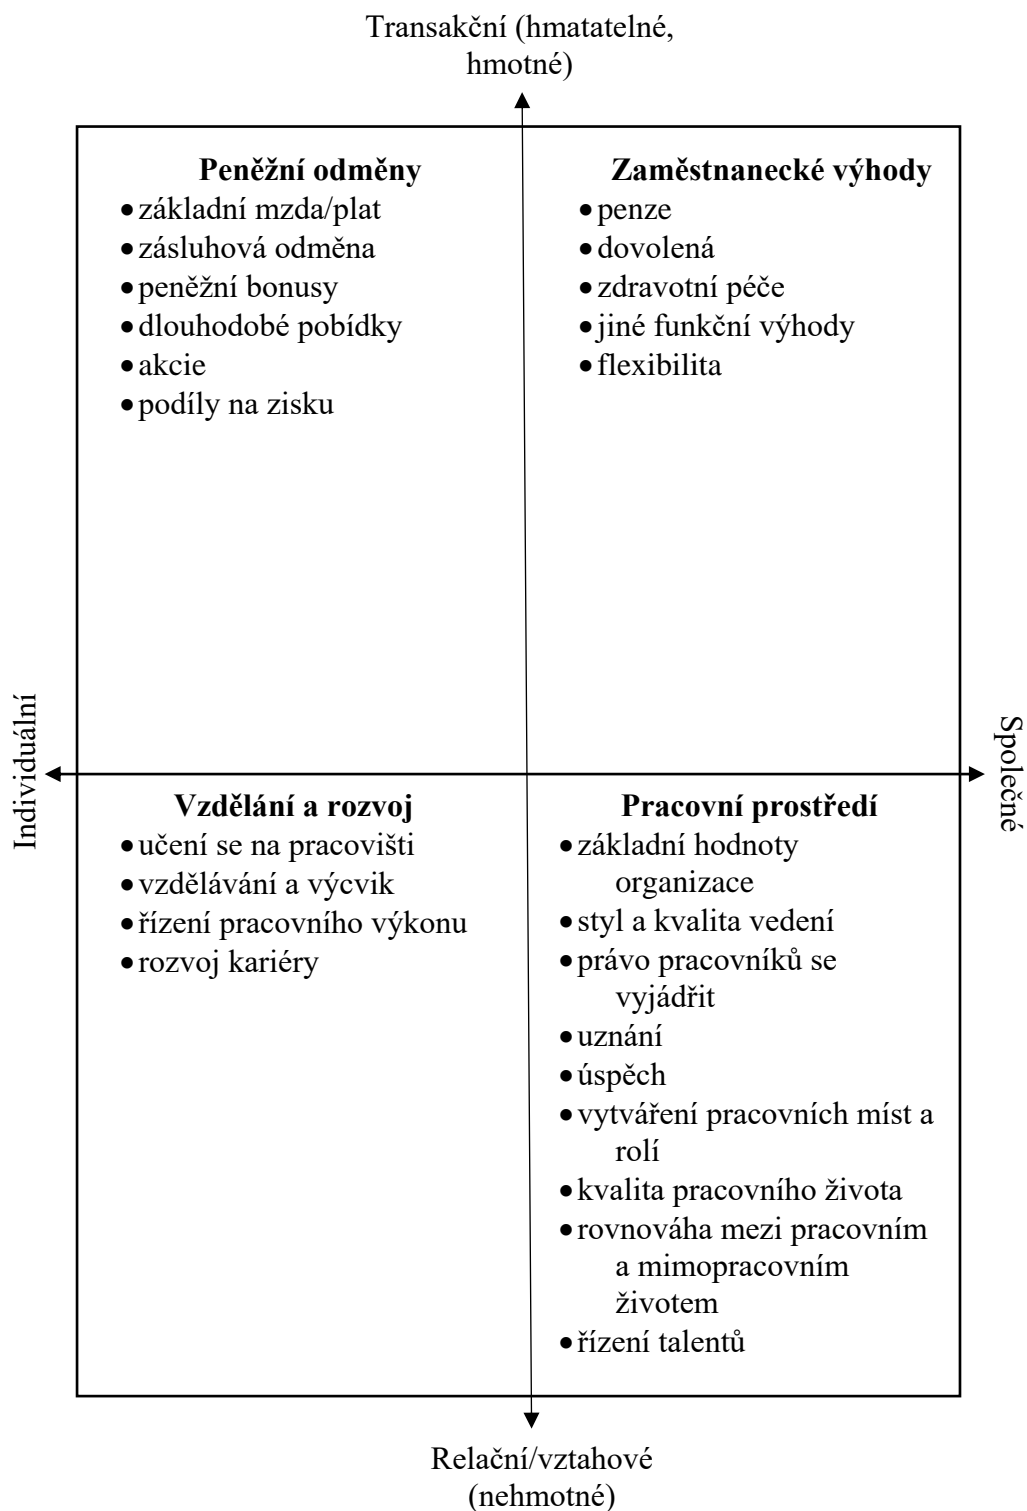 Transakční (hmatatelné,
hmotné)
Peněžní odměny
• základní mzda/plat
• zásluhová odměna
• peněžní bonusy
• dlouhodobé pobídky
• akcie
• podíly na zisku
Zaměstnanecké výhody
• penze
• dovolená
• zdravotní péče
• jiné funkční výhody
• flexibilita
Individuální
Společné
Vzdělání a rozvoj
• učení se na pracovišti
• vzdělávání a výcvik
• řízení pracovního výkonu
• rozvoj kariéry
Pracovní prostředí
• základní hodnoty
organizace
• styl a kvalita vedení
• právo pracovníků se
vyjádřit
• uznání
• úspěch
• vytváření pracovních míst a
rolí
• kvalita pracovního života
• rovnováha mezi pracovním
a mimopracovním
životem
• řízení talentů
Relační/vztahové
(nehmotné)